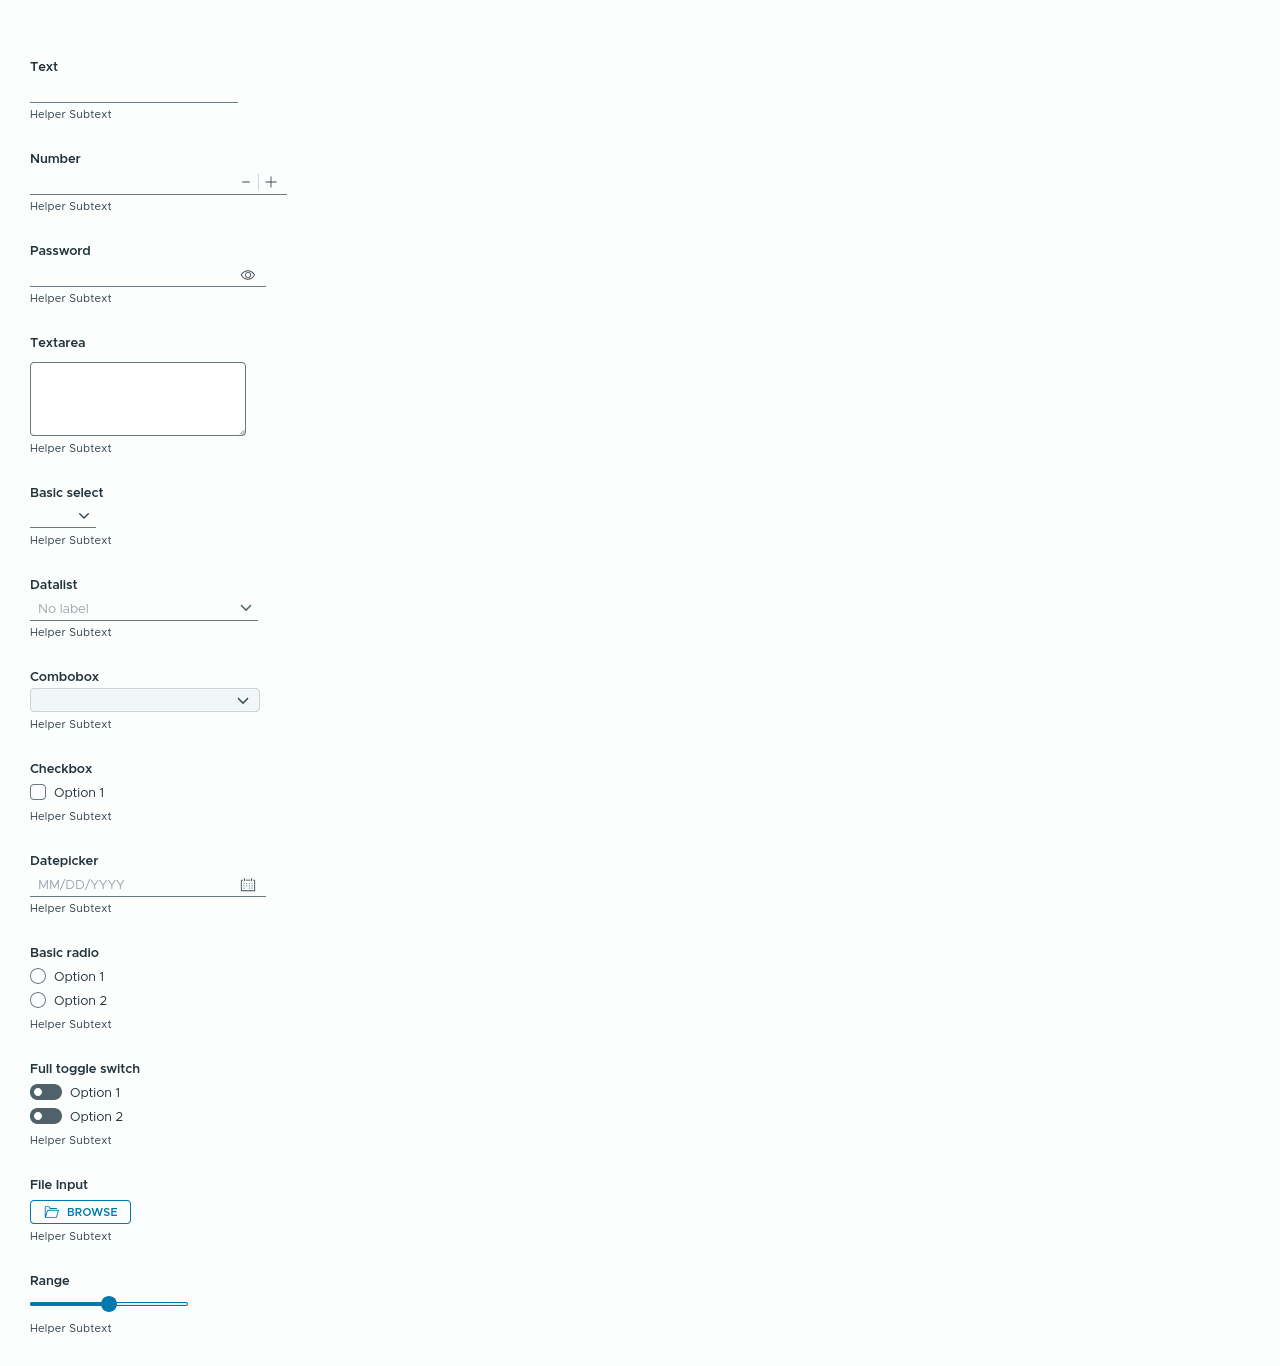 Text
Helper Subtext
Number
Helper Subtext
Password
Helper Subtext
Textarea
Helper Subtext
Basic select
Helper Subtext
Datalist
No label
Helper Subtext
Combobox
Helper Subtext
Checkbox
Option 1
Helper Subtext
Datepicker
MM/DD/YYYY
Helper Subtext
Basic radio
Option 1
Option 2
Helper Subtext
Full toggle switch
Option 1
Option 2
Helper Subtext
File Input
BROWSE
Helper Subtext
Range
Helper Subtext